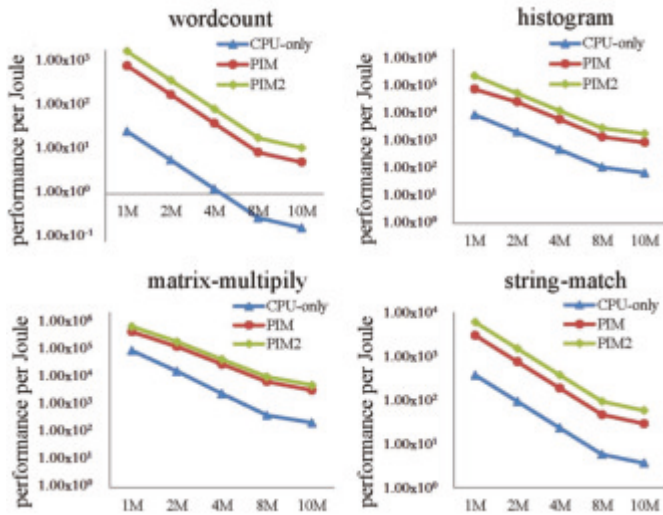 wordcount
CPU-only
PIM
PIM2
performance per Joule
1.00x10³
1.00x10²
1.00x10¹
1.00x10⁰
1.00x10⁻¹
1M
2M
4M
8M
10M
histogram
CPU-only
PIM
PIM2
performance per Joule
1.00x10⁶
1.00x10⁵
1.00x10⁴
1.00x10³
1.00x10²
1.00x10⁰
1M
2M
4M
8M
10M
matrix-multipily
CPU-only
PIM
PIM2
performance per Joule
1.00x10⁶
1.00x10⁵
1.00x10⁴
1.00x10³
1.00x10²
1.00x10¹
1.00x10⁰
1M
2M
4M
8M
10M
string-match
CPU-only
PIM
PIM2
performance per Joule
1.00x10⁴
1.00x10³
1.00x10²
1.00x10¹
1.00x10⁰
1M
2M
4M
8M
10M